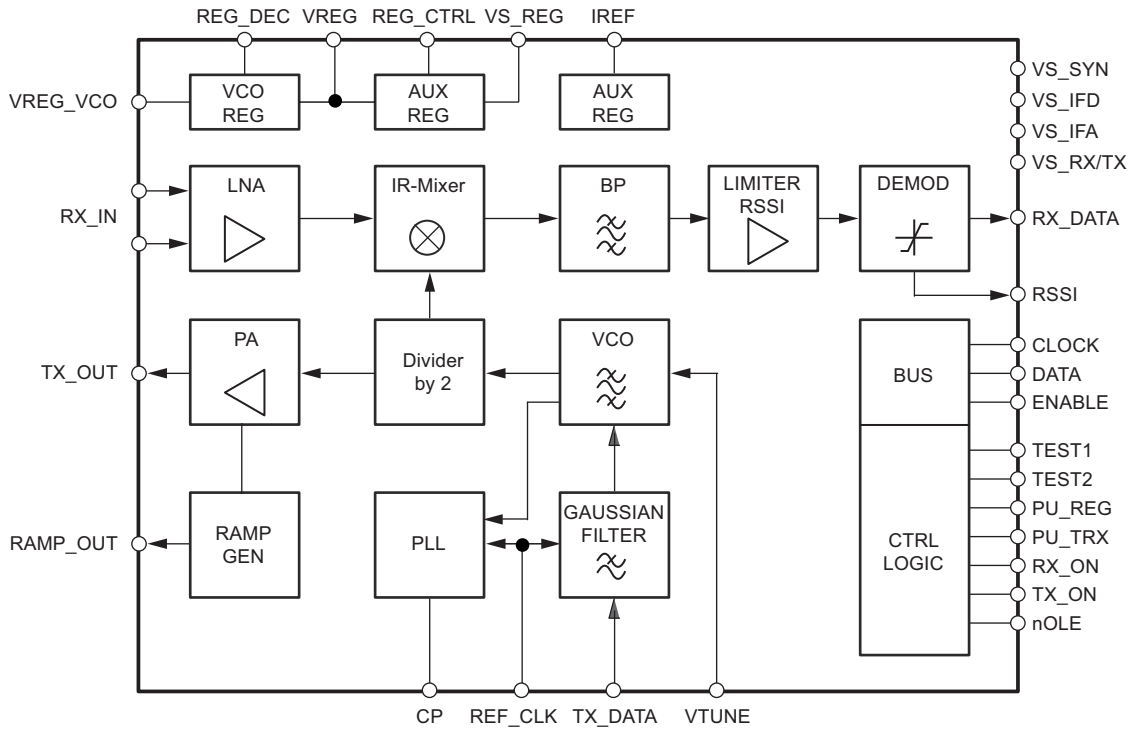 REG_DEC VREG REG_CTRL VS_REG IREF
VREG_VCO
VCO
REG
AUX
REG
AUX
REG
VS_SYN
VS_IFD
VS_IFA
VS_RX/TX
RX_IN
LNA
IR-Mixer
BP
LIMITER
RSSI
DEMOD
RX_DATA
RSSI
TX_OUT
PA
Divider
by 2
VCO
BUS
CLOCK
DATA
ENABLE
RAMP_OUT
RAMP
GEN
PLL
GAUSSIAN
FILTER
CTRL
LOGIC
TEST1
TEST2
PU_REG
PU_TRX
RX_ON
TX_ON
nOLE
CP REF_CLK TX_DATA VTUNE